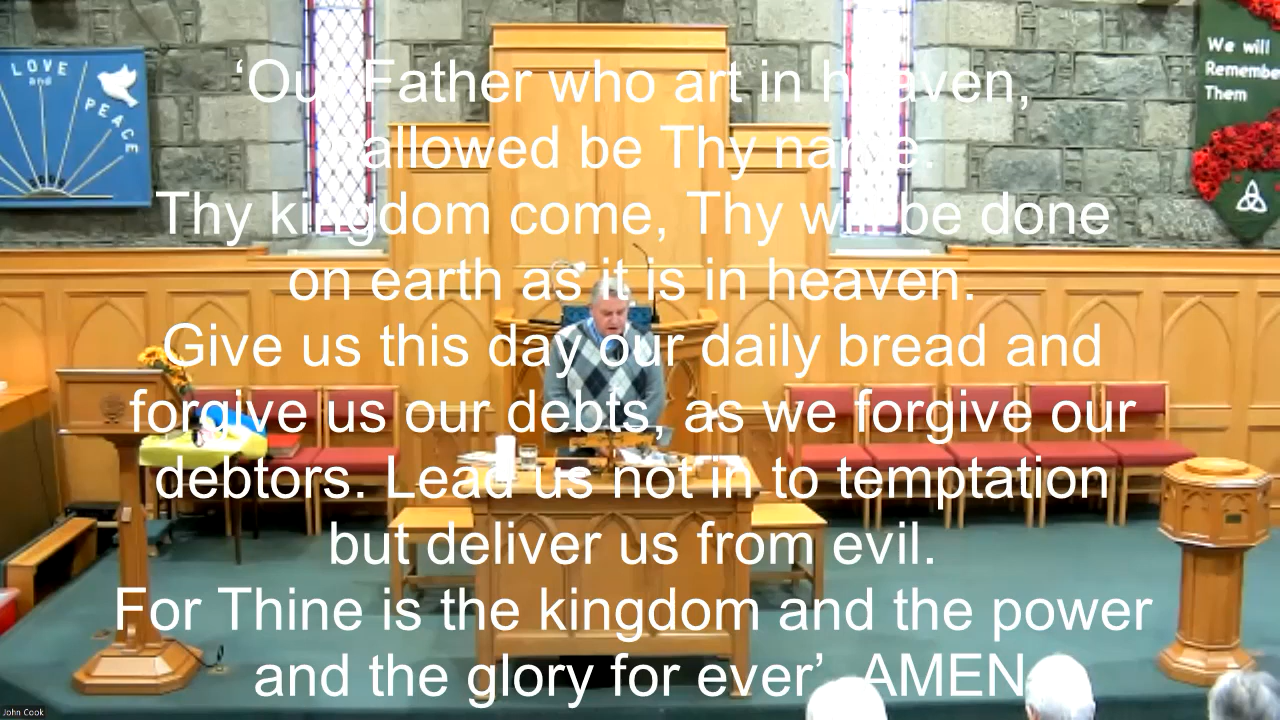 LOVE
and
PEACE
We will
Remember
Them
‘Our Father who art in heaven,
hallowed be Thy name.
Thy kingdom come, Thy will be done
on earth as it is in heaven.
Give us this day our daily bread and
forgive us our debts, as we forgive our
debtors. Lead us not in to temptation
but deliver us from evil.
For Thine is the kingdom and the power
and the glory for ever’ AMEN
John Cook